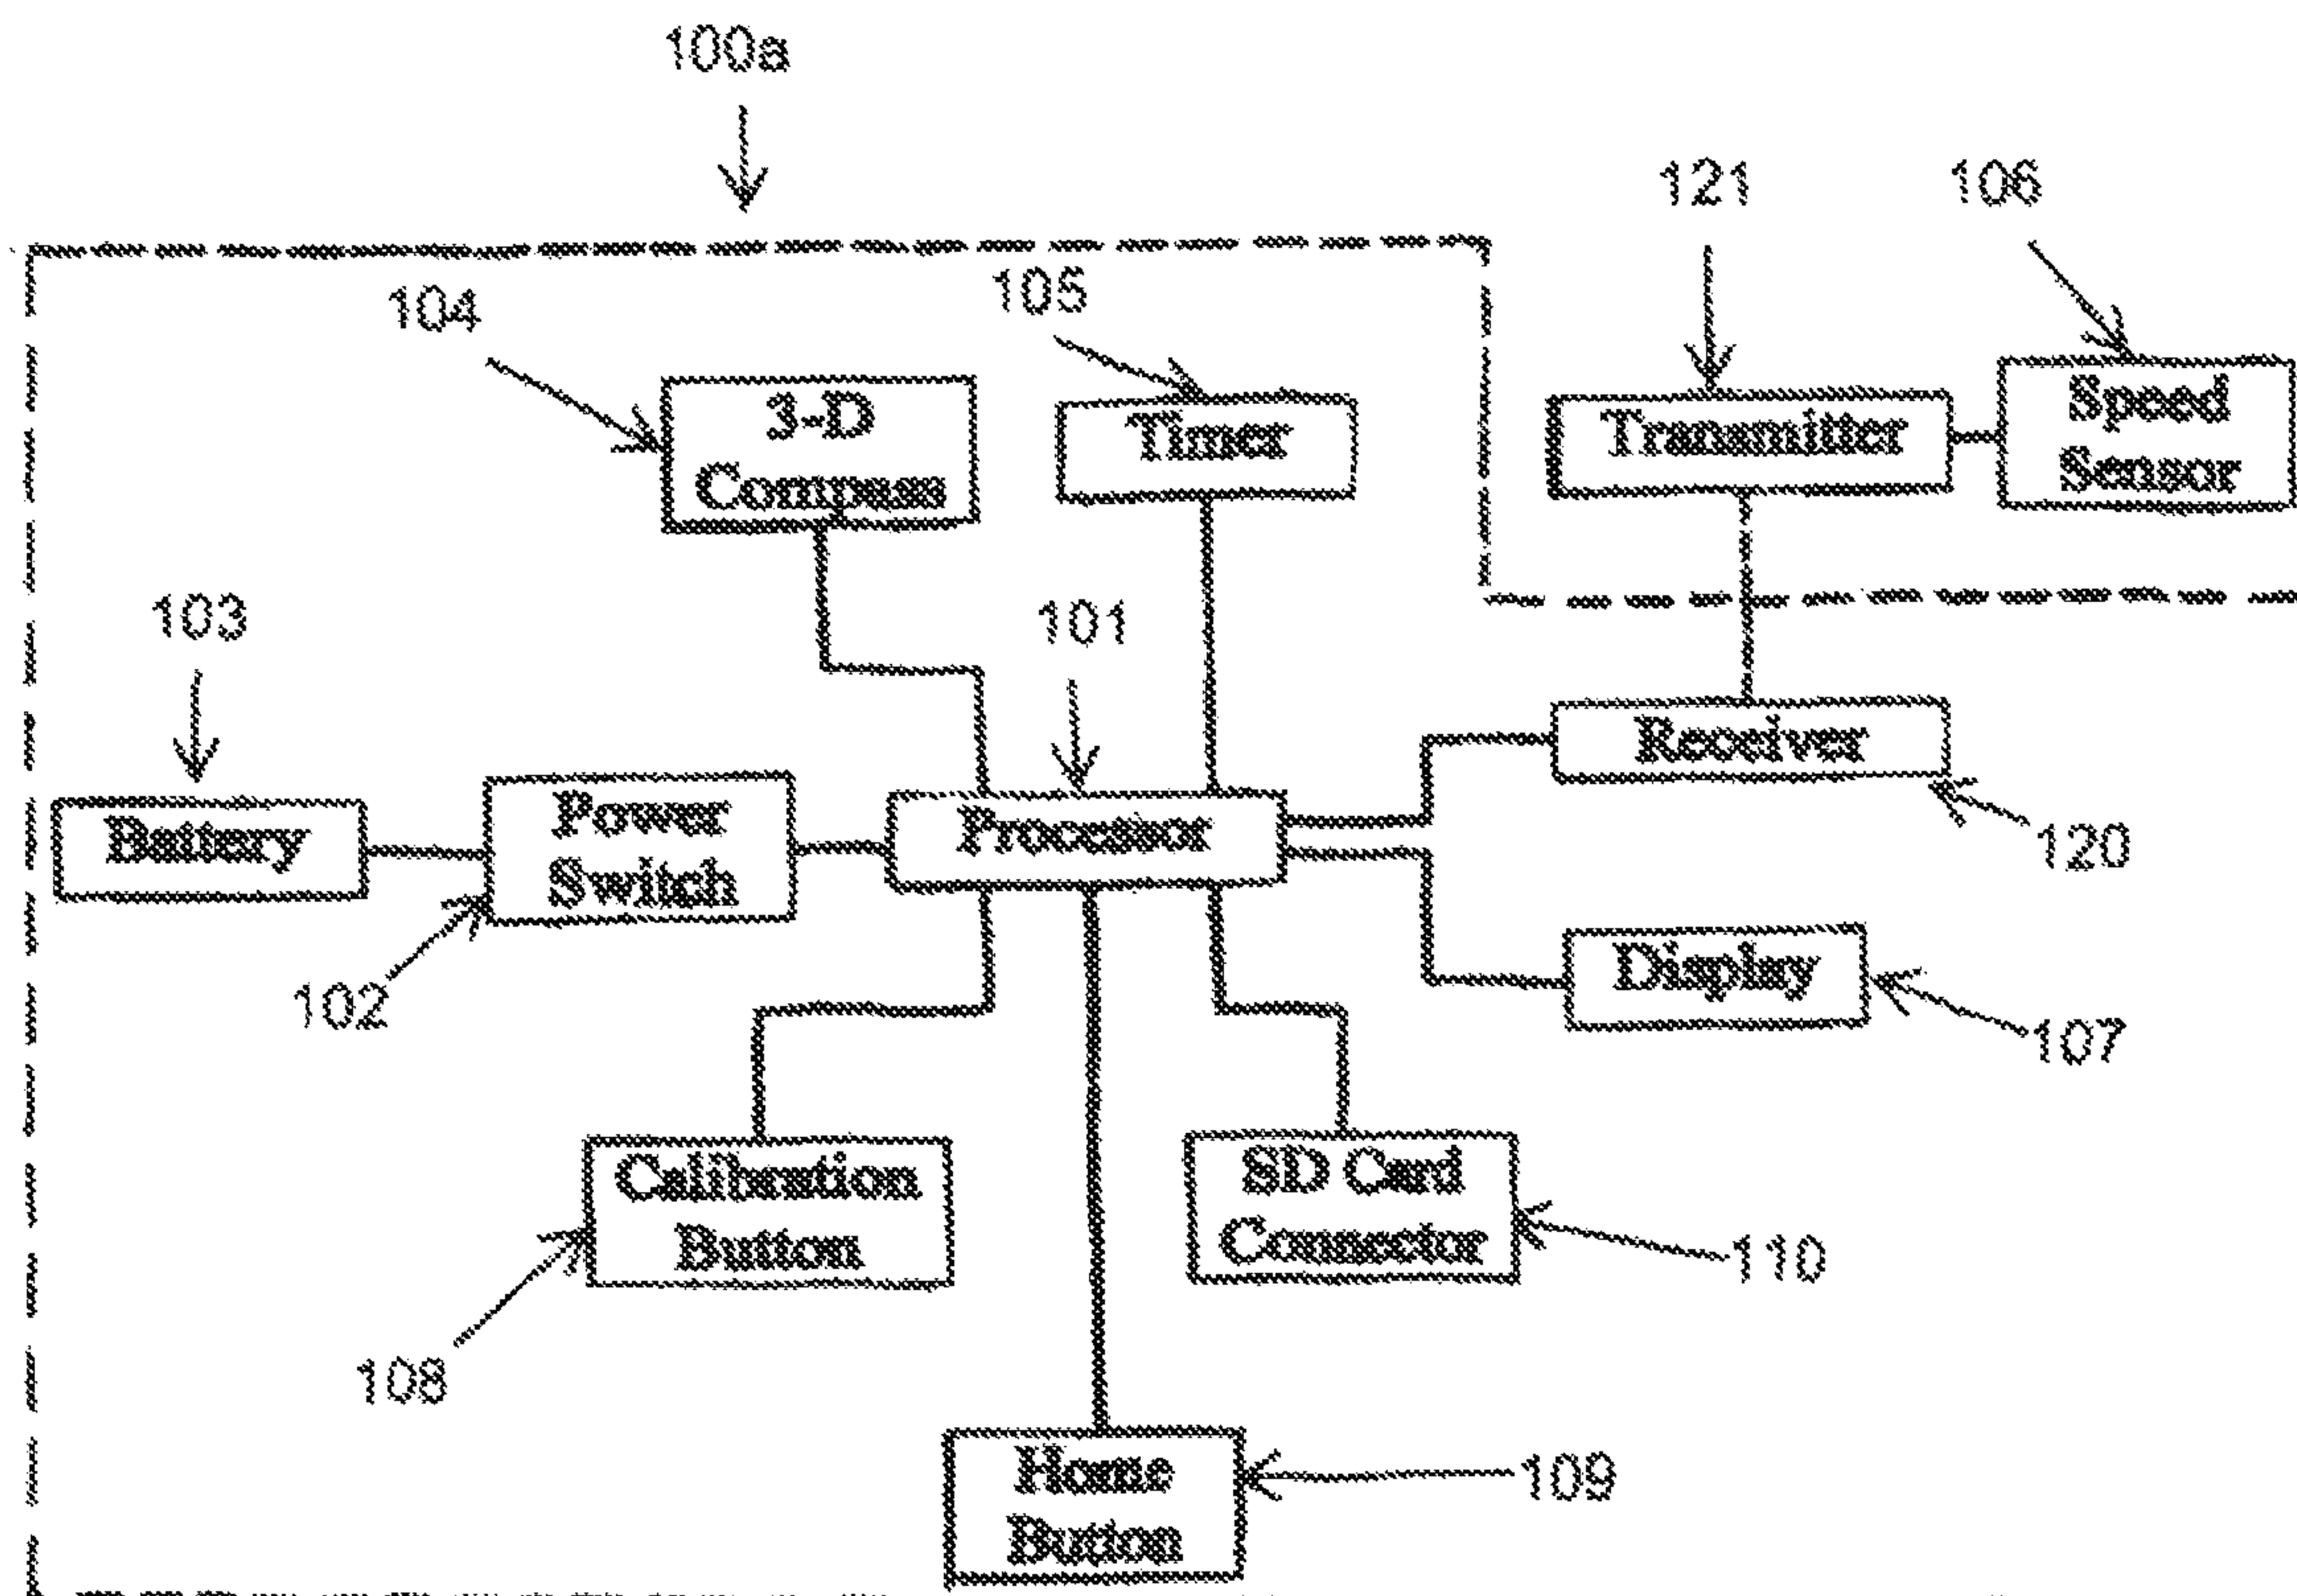 100a
121
106
104
105
3-D
Compass
Timer
Transmitter
Speed
Sensor
103
101
Receiver
Battery
Power
Switch
Processor
120
102
Display
107
Calibration
Button
SD Card
Connector
110
108
Home
Button
109